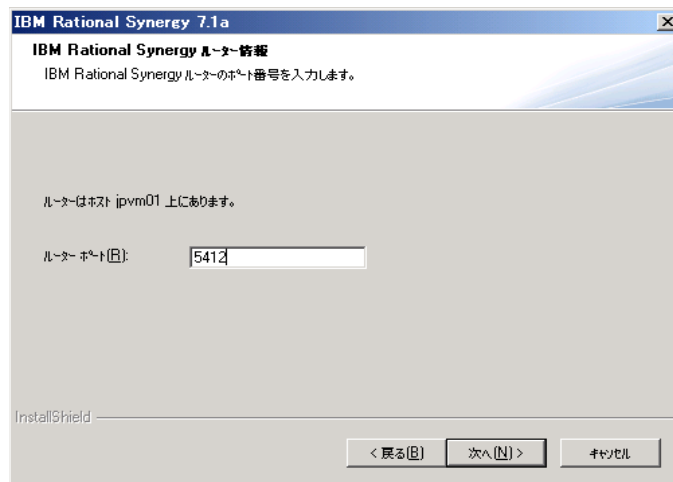 IBM Rational Synergy 7.1a
IBM Rational Synergy ルーター情報
IBM Rational Synergy ルーターのポート番号を入力します。
ルーターはホスト jpvm01 上にあります。
ルーター ポート(R):
5412
InstallShield
< 戻る(B)
次へ(N) >
キャンセル